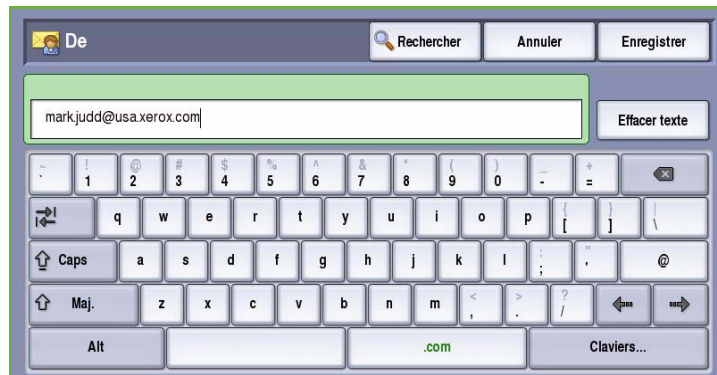 De Rechercher Annuler Enregistrer
mark.judd@usa.xerox.com Effacer texte
~ ! @ # $ % ^ & * ( ) _ +
` 1 2 3 4 5 6 7 8 9 0 - =
q w e r t y u i o p { [ } ] | \
Caps a s d f g h j k l : ; " ' @
Maj. z x c v b n m < , > . ? /
Alt .com Claviers...